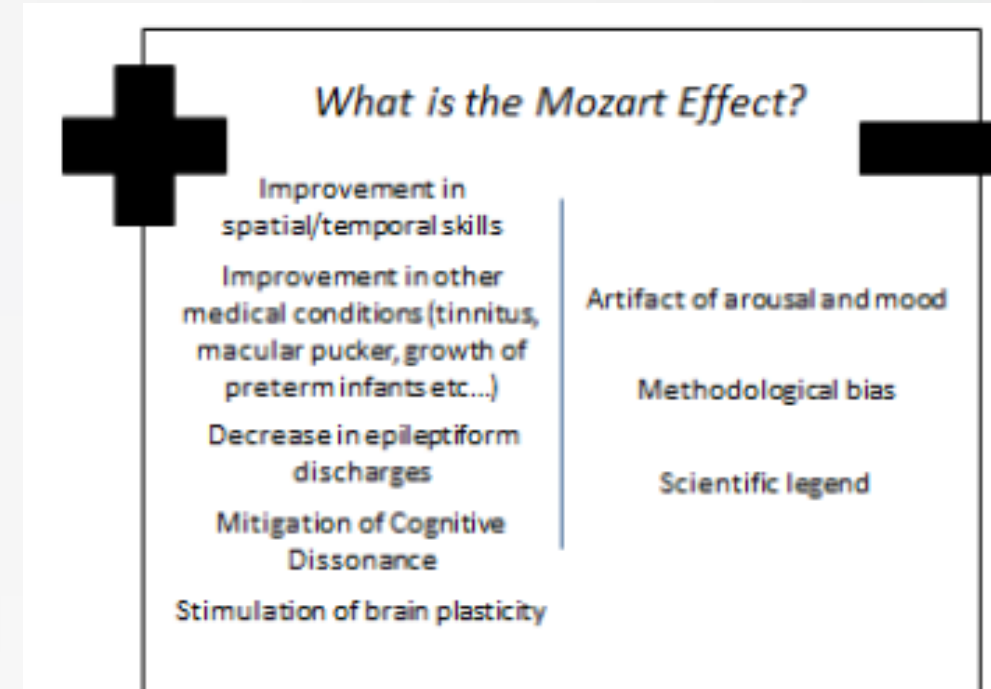 What is the Mozart Effect?
Improvement in
spatial/temporal skills
Improvement in other
medical conditions (tinnitus,
macular pucker, growth of
preterm infants etc...)
Decrease in epileptiform
discharges
Mitigation of Cognitive
Dissonance
Stimulation of brain plasticity
Artifact of arousal and mood
Methodological bias
Scientific legend